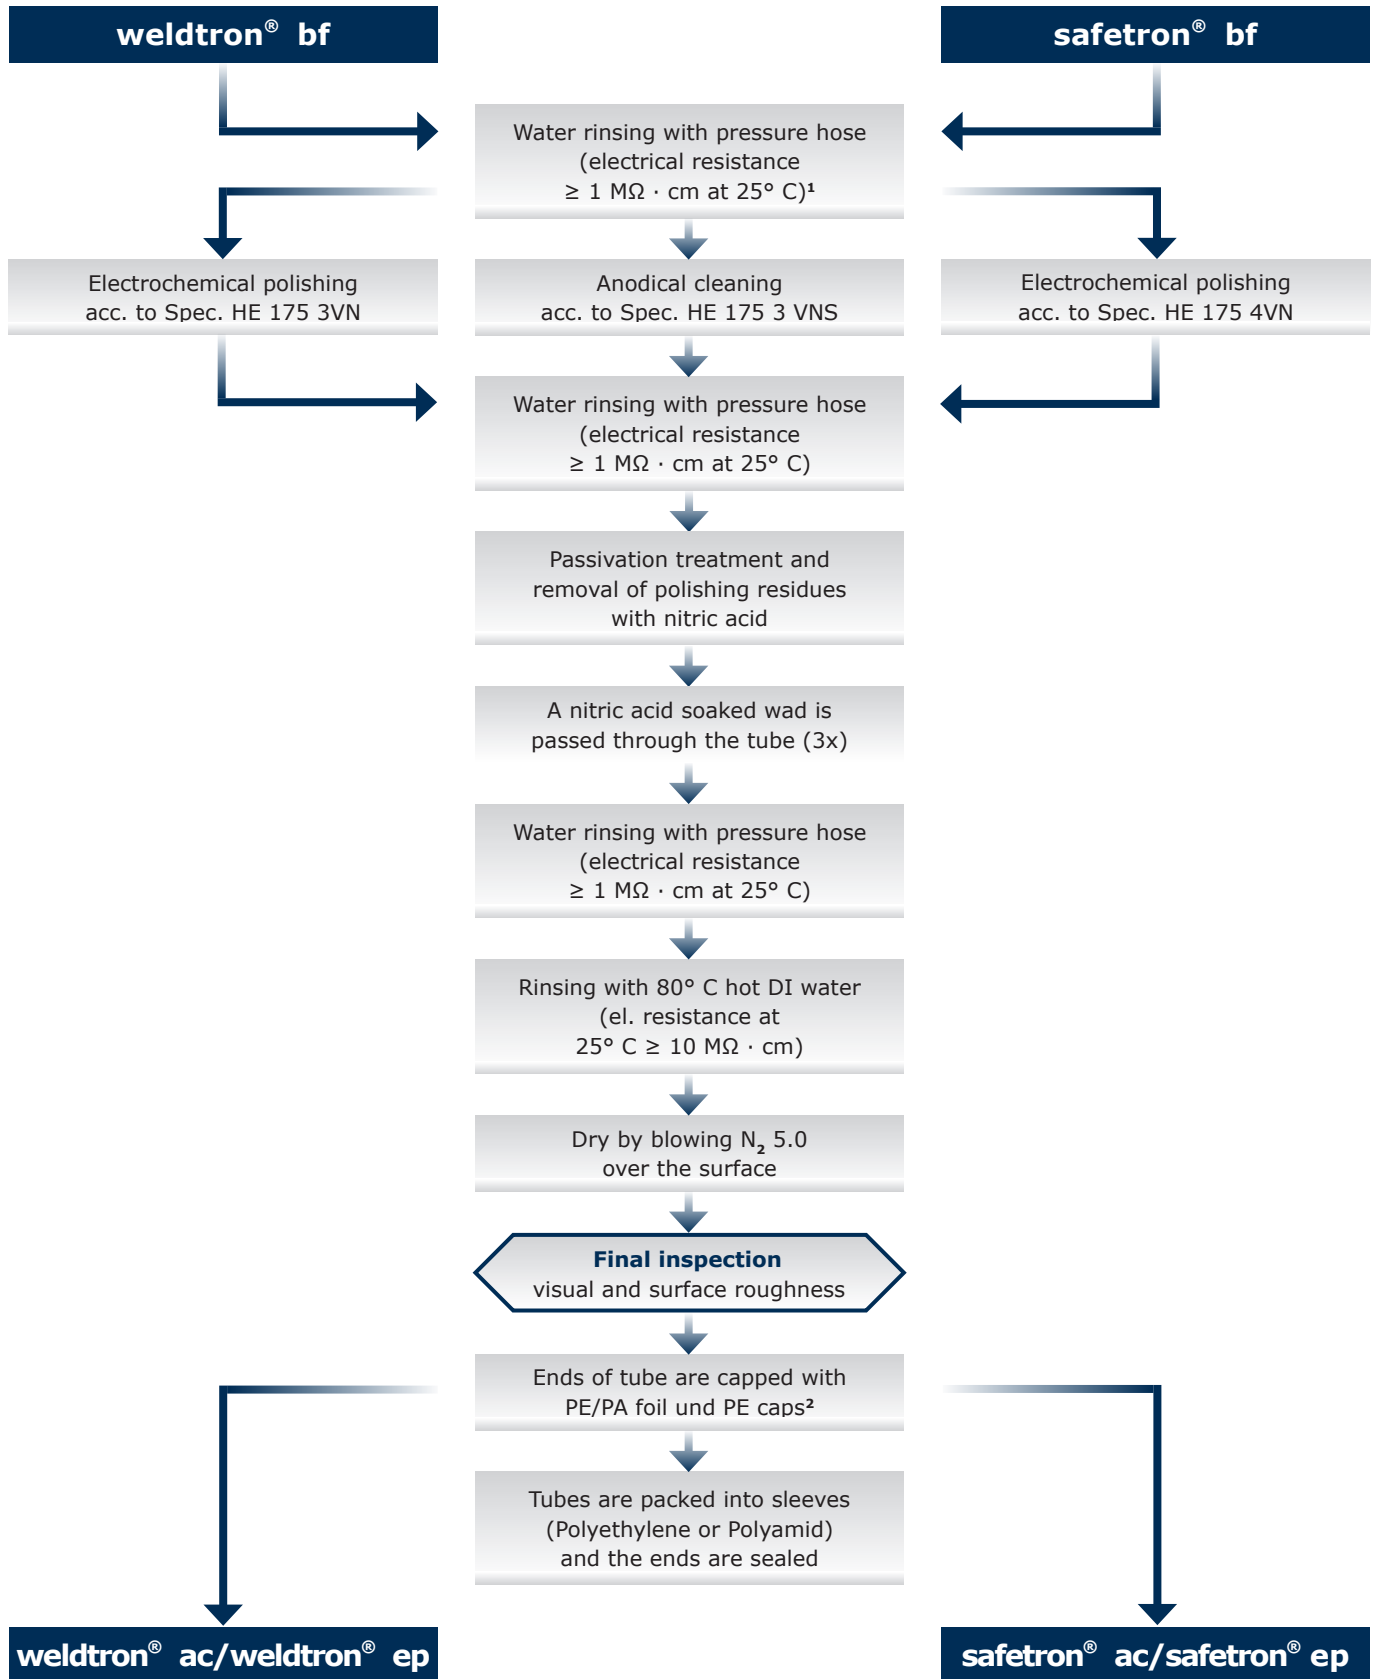 weldtron® bf
safetron® bf
Water rinsing with pressure hose
(electrical resistance
≥ 1 MΩ · cm at 25° C)¹
Electrochemical polishing
acc. to Spec. HE 175 3VN
Anodical cleaning
acc. to Spec. HE 175 3 VNS
Electrochemical polishing
acc. to Spec. HE 175 4VN
Water rinsing with pressure hose
(electrical resistance
≥ 1 MΩ · cm at 25° C)
Passivation treatment and
removal of polishing residues
with nitric acid
A nitric acid soaked wad is
passed through the tube (3x)
Water rinsing with pressure hose
(electrical resistance
≥ 1 MΩ · cm at 25° C)
Rinsing with 80° C hot DI water
(el. resistance at
25° C ≥ 10 MΩ · cm)
Dry by blowing N₂ 5.0
over the surface
Final inspection
visual and surface roughness
Ends of tube are capped with
PE/PA foil und PE caps²
Tubes are packed into sleeves
(Polyethylene or Polyamid)
and the ends are sealed
weldtron® ac/weldtron® ep
safetron® ac/safetron® ep